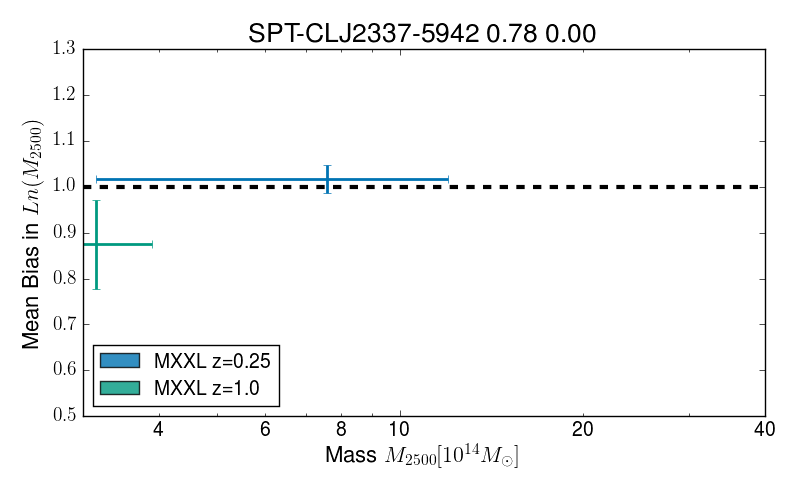 SPT-CLJ2337-5942 0.78 0.00
1.3
1.2
1.1
1.0
0.9
0.8
0.7
0.6
0.5
Mean Bias in Ln(M₂₅₀₀)
MXXL z=0.25
MXXL z=1.0
4 6 8 10 20 40
Mass M₂₅₀₀[10¹⁴M☉]